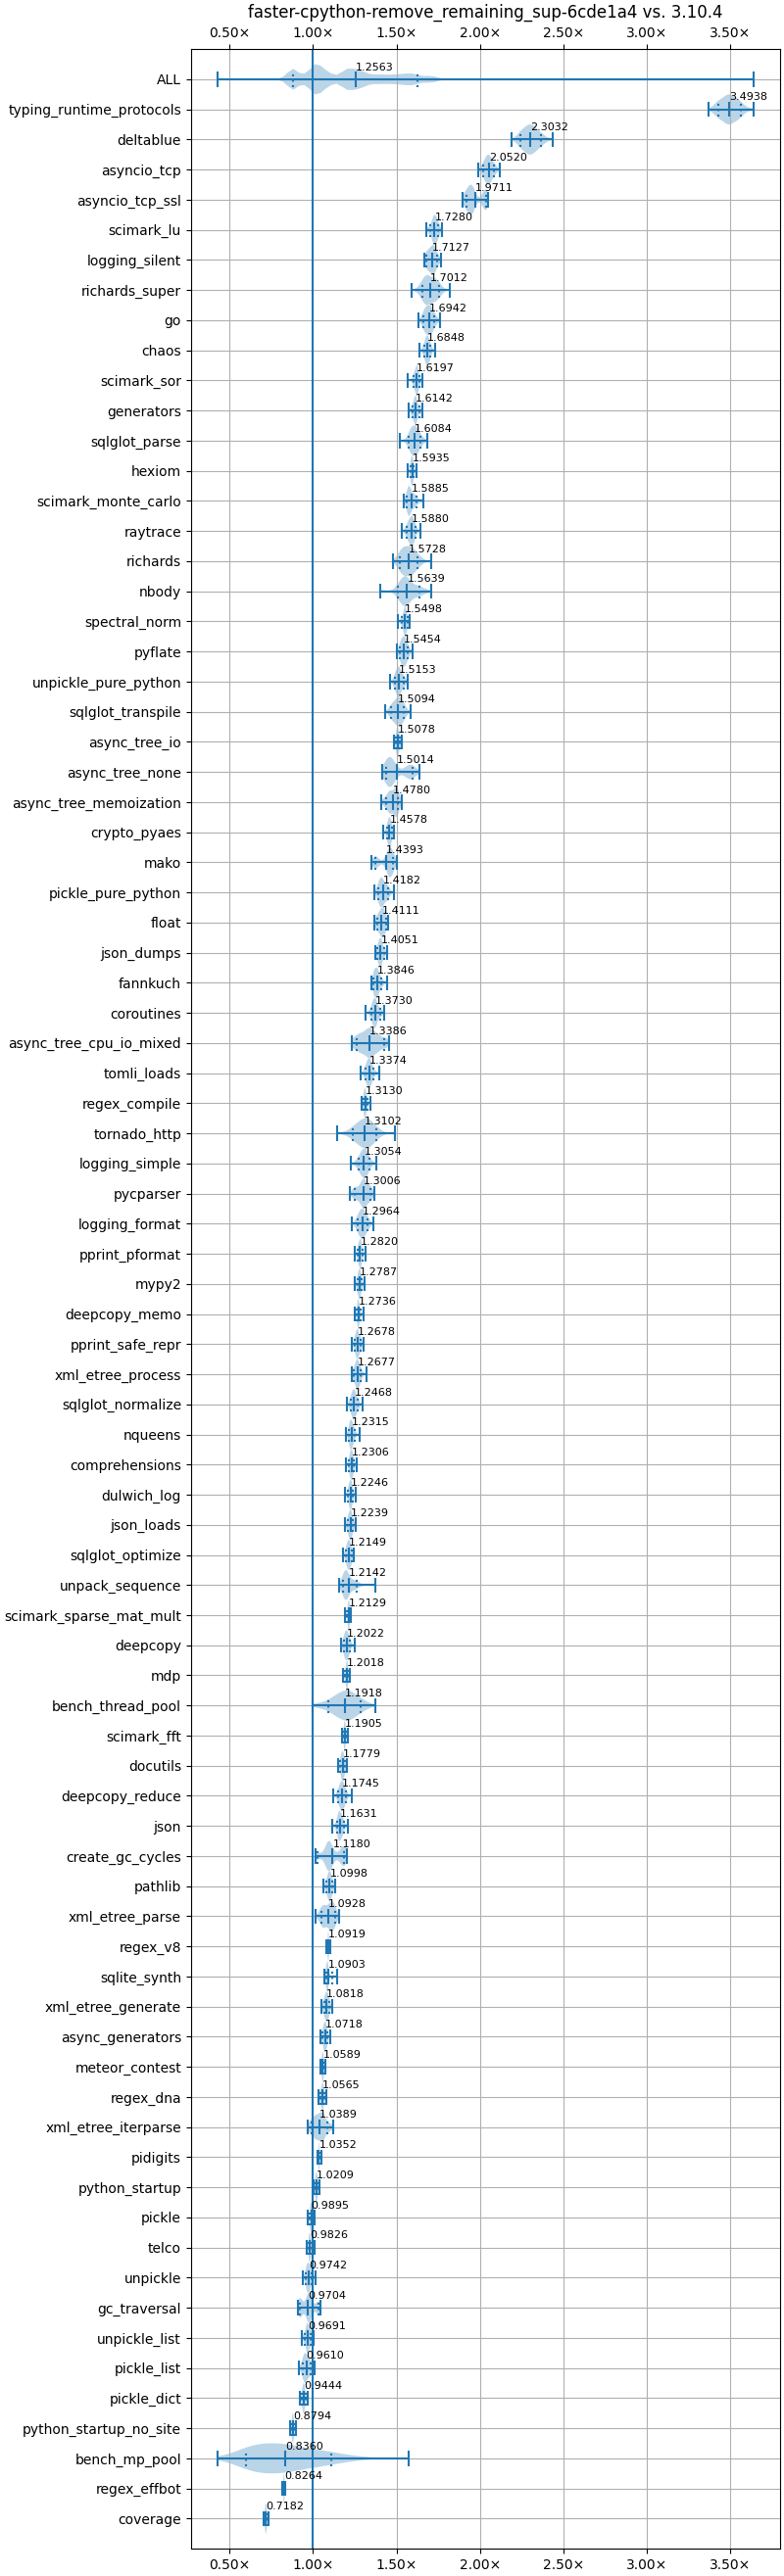 faster-cpython-remove_remaining_sup-6cde1a4 vs. 3.10.4
0.50× 1.00× 1.50× 2.00× 2.50× 3.00× 3.50×
ALL 1.2563
typing_runtime_protocols 3.4938
deltablue 2.3032
asyncio_tcp 2.0520
asyncio_tcp_ssl 1.9711
scimark_lu 1.7280
logging_silent 1.7127
richards_super 1.7012
go 1.6942
chaos 1.6848
scimark_sor 1.6197
generators 1.6142
sqlglot_parse 1.6084
hexiom 1.5935
scimark_monte_carlo 1.5885
raytrace 1.5880
richards 1.5728
nbody 1.5639
spectral_norm 1.5498
pyflate 1.5454
unpickle_pure_python 1.5153
sqlglot_transpile 1.5094
async_tree_io 1.5078
async_tree_none 1.5014
async_tree_memoization 1.4780
crypto_pyaes 1.4578
mako 1.4393
pickle_pure_python 1.4182
float 1.4111
json_dumps 1.4051
fannkuch 1.3846
coroutines 1.3730
async_tree_cpu_io_mixed 1.3386
tomli_loads 1.3374
regex_compile 1.3130
tornado_http 1.3102
logging_simple 1.3054
pycparser 1.3006
logging_format 1.2964
pprint_pformat 1.2820
mypy2 1.2787
deepcopy_memo 1.2736
pprint_safe_repr 1.2678
xml_etree_process 1.2677
sqlglot_normalize 1.2468
nqueens 1.2315
comprehensions 1.2306
dulwich_log 1.2246
json_loads 1.2239
sqlglot_optimize 1.2149
unpack_sequence 1.2142
scimark_sparse_mat_mult 1.2129
deepcopy 1.2022
mdp 1.2018
bench_thread_pool 1.1918
scimark_fft 1.1905
docutils 1.1779
deepcopy_reduce 1.1745
json 1.1631
create_gc_cycles 1.1180
pathlib 1.0998
xml_etree_parse 1.0928
regex_v8 1.0919
sqlite_synth 1.0903
xml_etree_generate 1.0818
async_generators 1.0718
meteor_contest 1.0589
regex_dna 1.0565
xml_etree_iterparse 1.0389
pidigits 1.0352
python_startup 1.0209
pickle 0.9895
telco 0.9826
unpickle 0.9742
gc_traversal 0.9704
unpickle_list 0.9691
pickle_list 0.9610
pickle_dict 0.9444
python_startup_no_site 0.8794
bench_mp_pool 0.8360
regex_effbot 0.8264
coverage 0.7182
0.50× 1.00× 1.50× 2.00× 2.50× 3.00× 3.50×